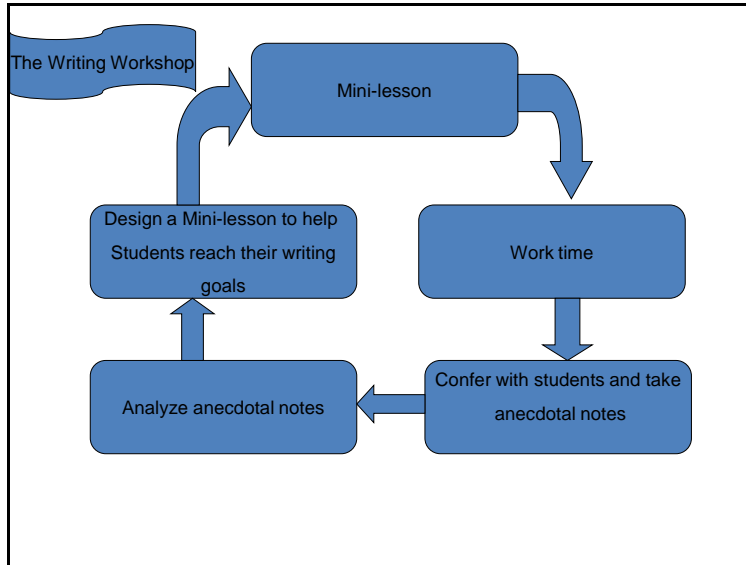 The Writing Workshop
Mini-lesson
Design a Mini-lesson to help
Students reach their writing
goals
Work time
Analyze anecdotal notes
Confer with students and take
anecdotal notes